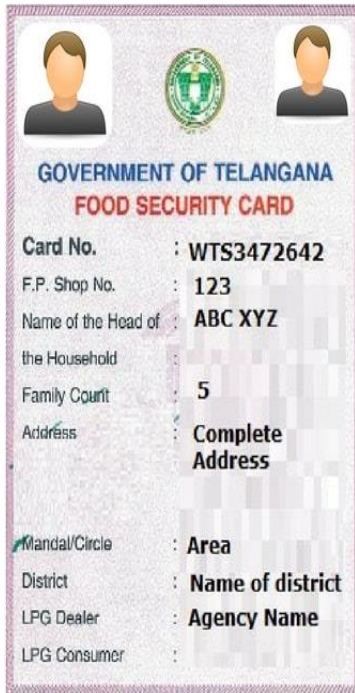 GOVERNMENT OF TELANGANA
FOOD SECURITY CARD
Card No. : WTS3472642
F.P. Shop No. : 123
Name of the Head of : ABC XYZ
the Household :
Family Count : 5
Address : Complete
Address
Mandal/Circle : Area
District : Name of district
LPG Dealer : Agency Name
LPG Consumer :